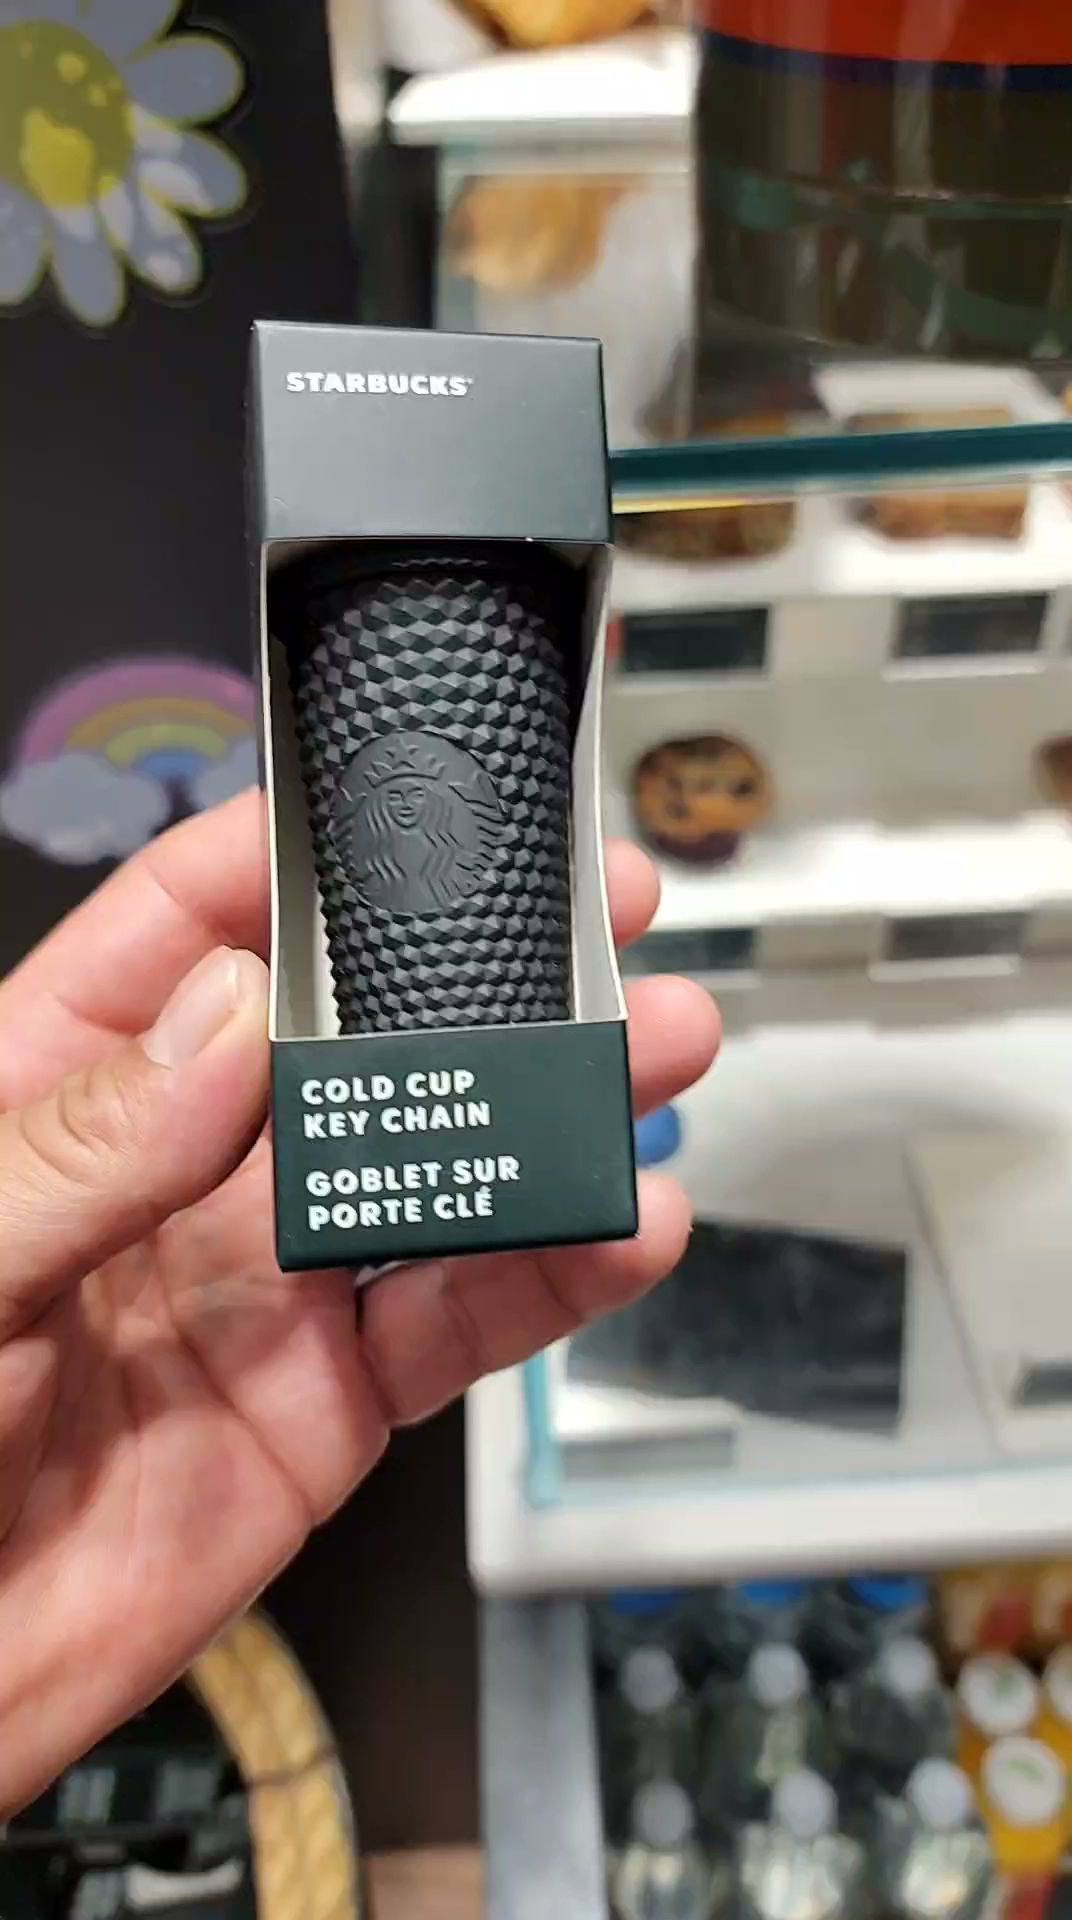 STARBUCKS
COLD CUP
KEY CHAIN
GOBLET SUR
PORTE CLÉ